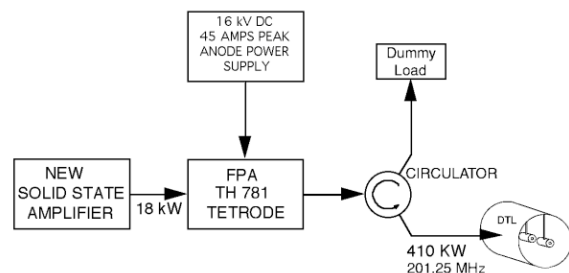 16 kV DC
45 AMPS PEAK
ANODE POWER
SUPPLY
Dummy
Load
NEW
SOLID STATE
AMPLIFIER
18 kW
FPA
TH 781
TETRODE
CIRCULATOR
DTL
410 KW
201.25 MHz